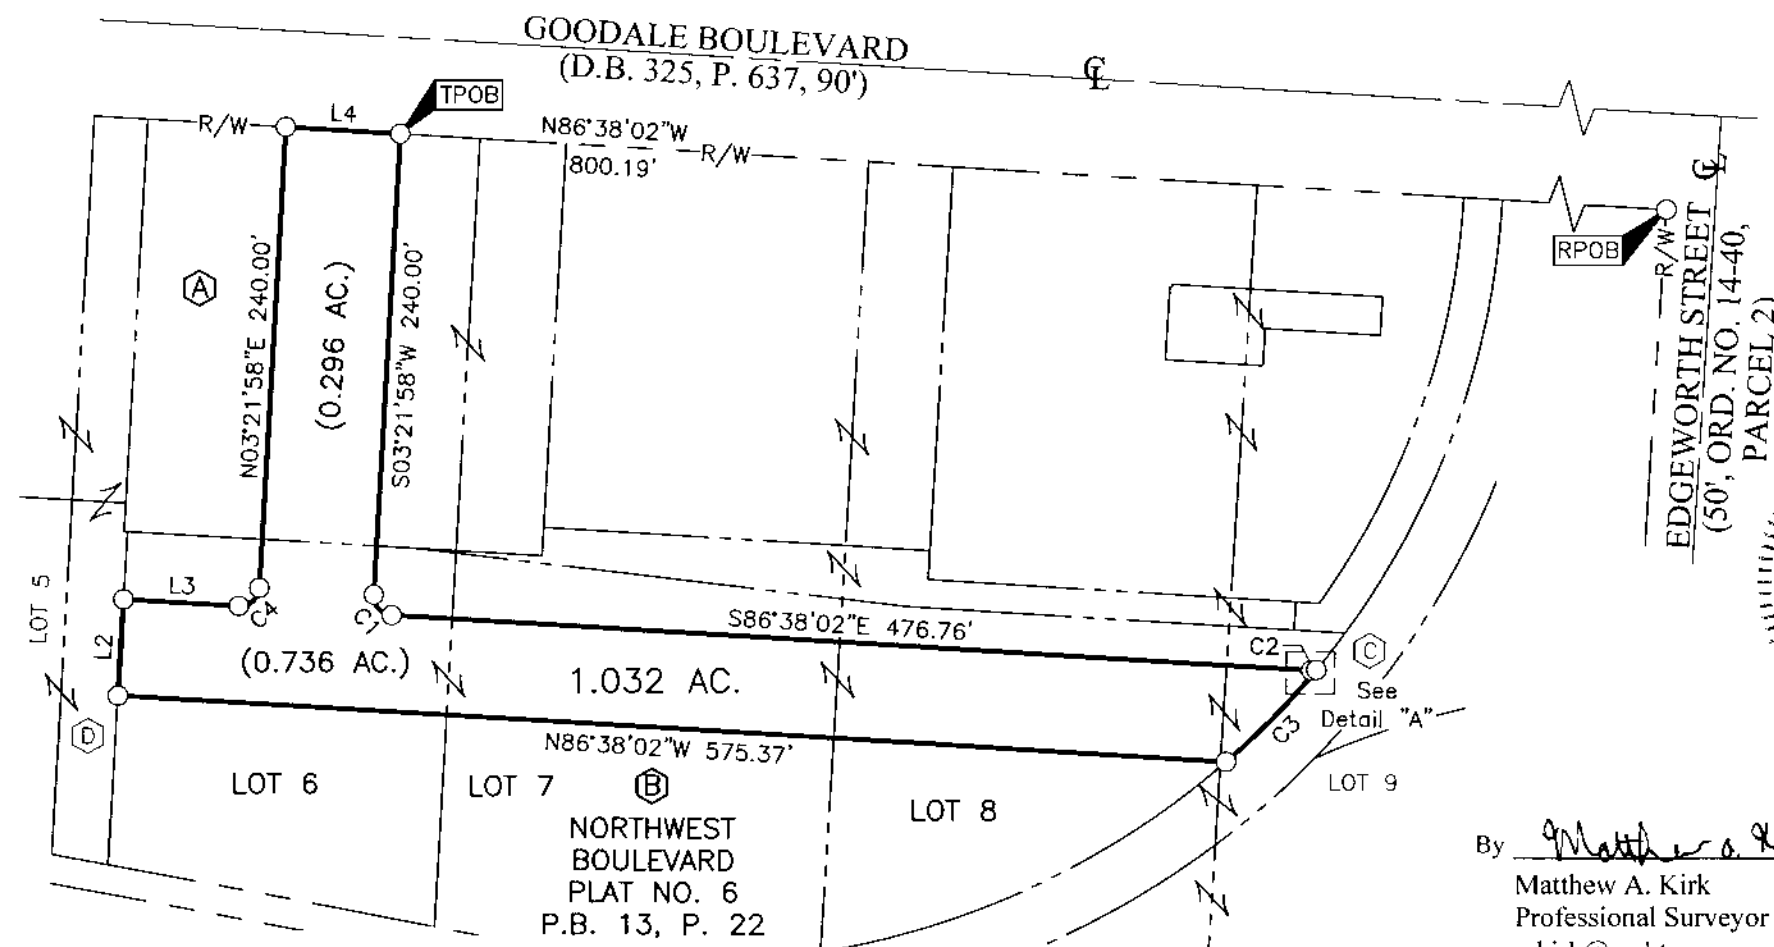 GOODALE BOULEVARD
(D.B. 325, P. 637, 90')
℄
TPOB
L4
R/W
N86°38'02"W
800.19'
R/W
℄
RPOB
R/W
EDGEWORTH STREET
(50', ORD. NO. 14-40,
PARCEL 2)
A
N03°21'58"E 240.00'
(0.296 AC.)
S03°21'58"W 240.00'
LOT 5
L3
C4
C1
L2
S86°38'02"E 476.76'
C2
C
See
Detail "A"
(0.736 AC.)
1.032 AC.
C3
D
N86°38'02"W 575.37'
LOT 6
LOT 7
B
LOT 8
LOT 9
NORTHWEST
BOULEVARD
PLAT NO. 6
P.B. 13, P. 22
By Matthew A. K
Matthew A. Kirk
Professional Surveyor